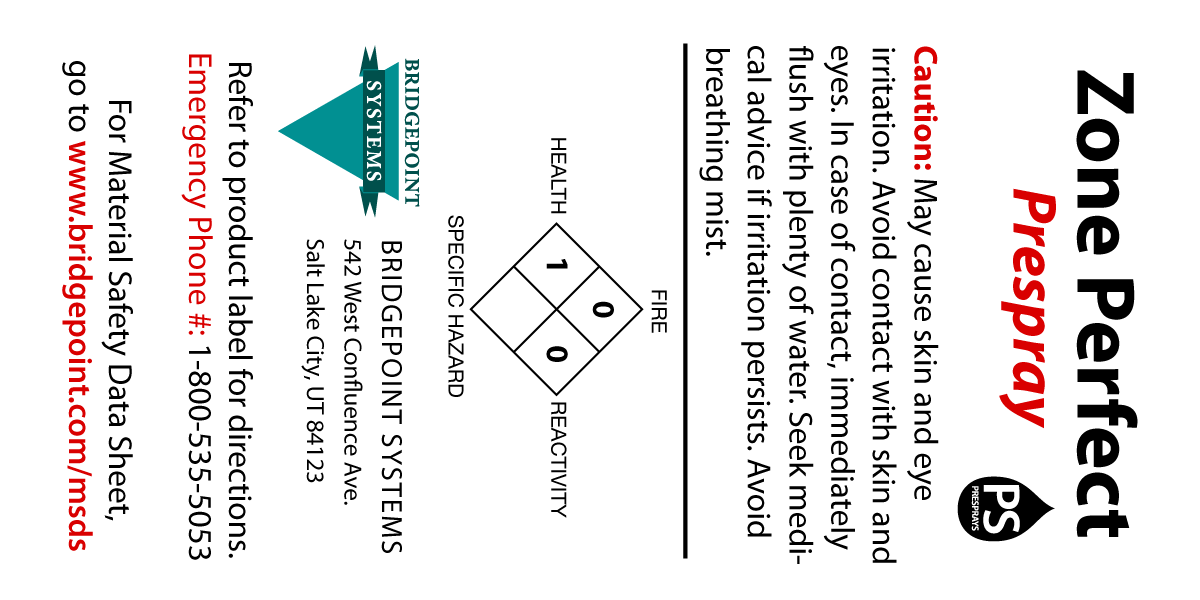 Zone Perfect
Prespray
PS
PRESPRAYS
Caution: May cause skin and eye
irritation. Avoid contact with skin and
eyes. In case of contact, immediately
flush with plenty of water. Seek medi-
cal advice if irritation persists. Avoid
breathing mist.
FIRE
HEALTH
0
1
0
REACTIVITY
SPECIFIC HAZARD
BRIDGEPOINT
SYSTEMS
BRIDGEPOINT SYSTEMS
542 West Confluence Ave.
Salt Lake City, UT 84123
Refer to product label for directions.
Emergency Phone #: 1-800-535-5053
For Material Safety Data Sheet,
go to www.bridgepoint.com/msds